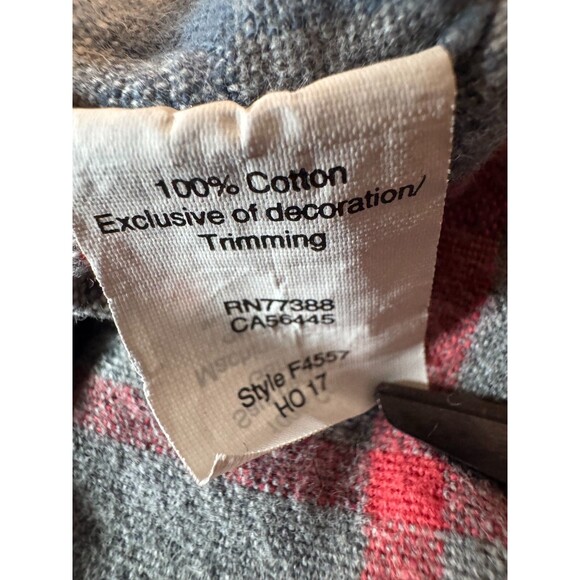 100% Cotton
Exclusive of decoration/
Trimming
RN77388
CA56445
Style F4557
HO 17